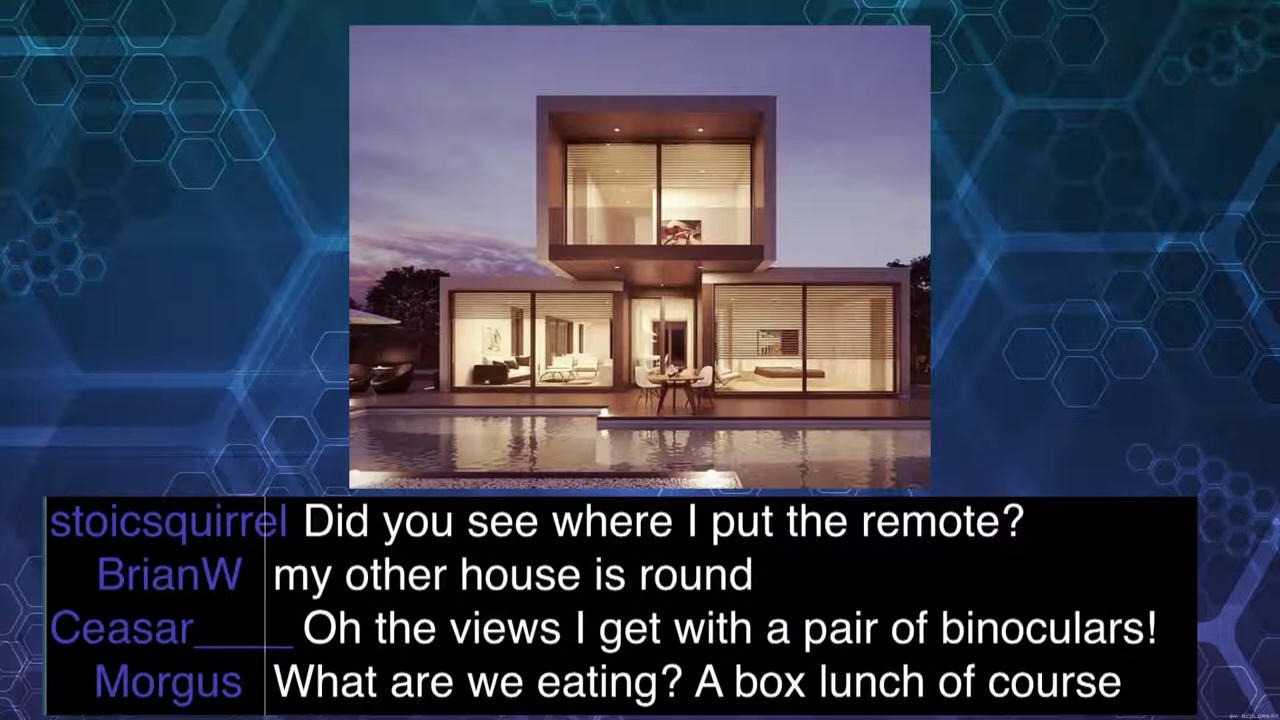 stoicsquirrel Did you see where I put the remote?
BrianW my other house is round
Ceasar____ Oh the views I get with a pair of binoculars!
Morgus What are we eating? A box lunch of course